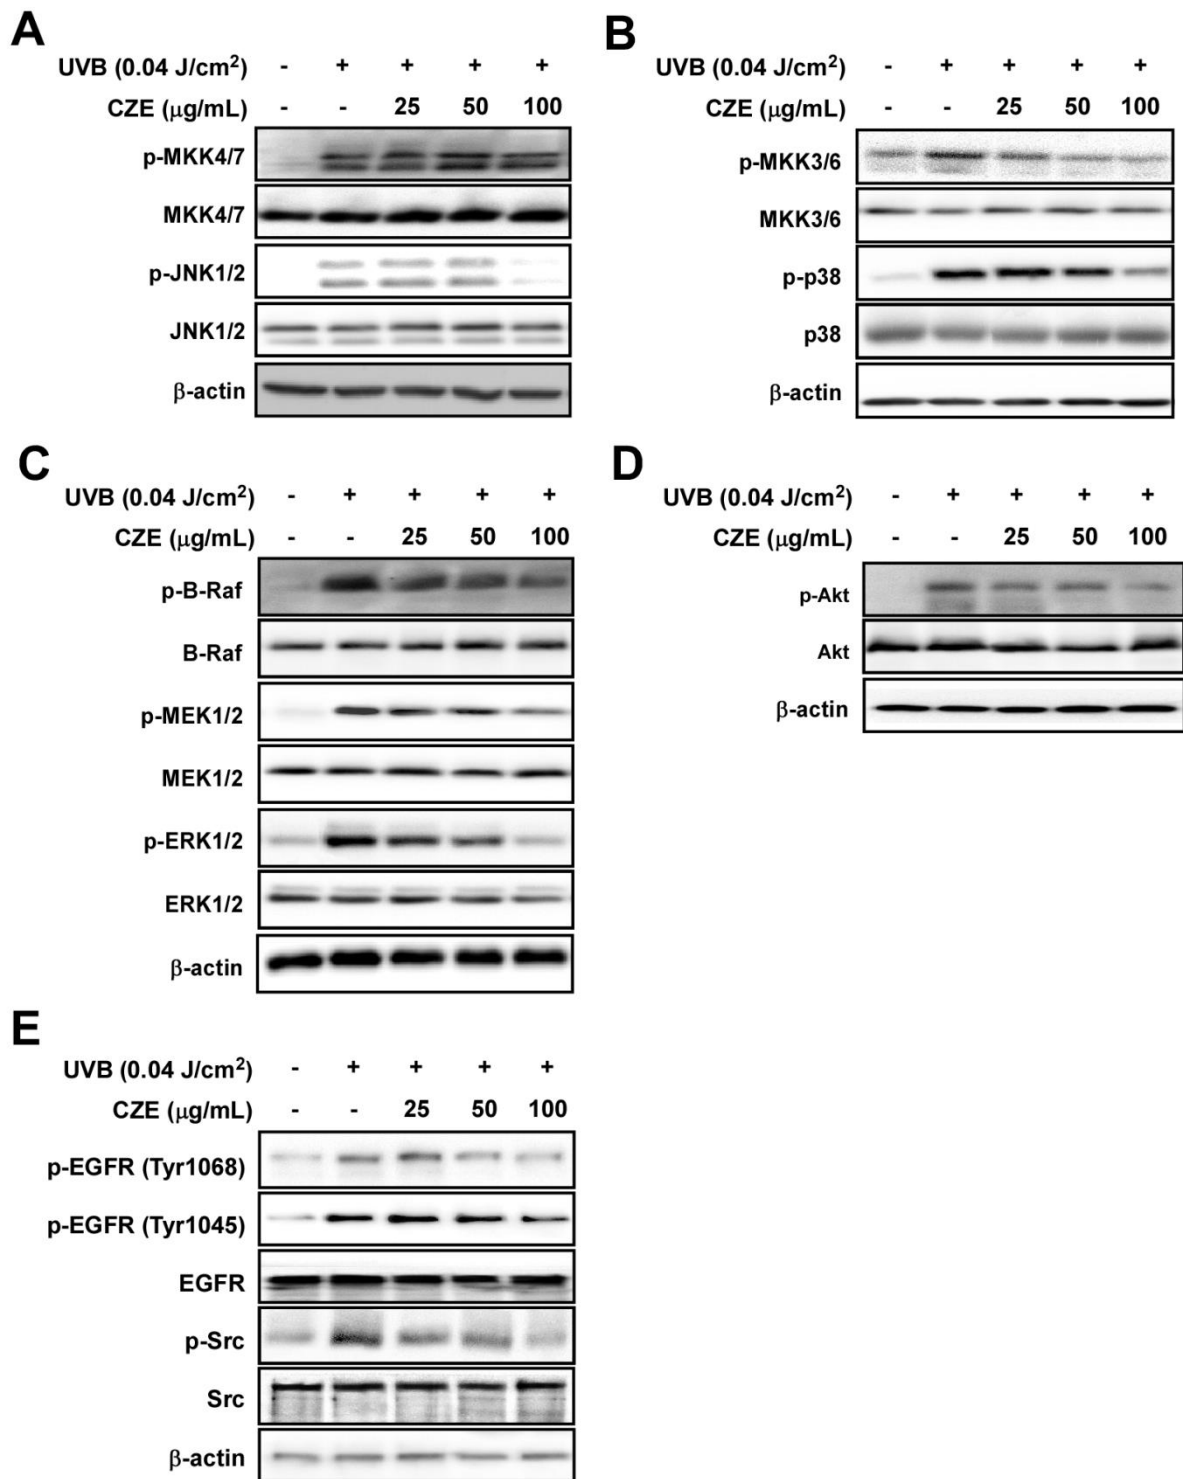 A
UVB (0.04 J/cm²) - + + + +
CZE (μg/mL) - - 25 50 100
p-MKK4/7
MKK4/7
p-JNK1/2
JNK1/2
β-actin
B
UVB (0.04 J/cm²) - + + + +
CZE (μg/mL) - - 25 50 100
p-MKK3/6
MKK3/6
p-p38
p38
β-actin
C
UVB (0.04 J/cm²) - + + + +
CZE (μg/mL) - - 25 50 100
p-B-Raf
B-Raf
p-MEK1/2
MEK1/2
p-ERK1/2
ERK1/2
β-actin
D
UVB (0.04 J/cm²) - + + + +
CZE (μg/mL) - - 25 50 100
p-Akt
Akt
β-actin
E
UVB (0.04 J/cm²) - + + + +
CZE (μg/mL) - - 25 50 100
p-EGFR (Tyr1068)
p-EGFR (Tyr1045)
EGFR
p-Src
Src
β-actin